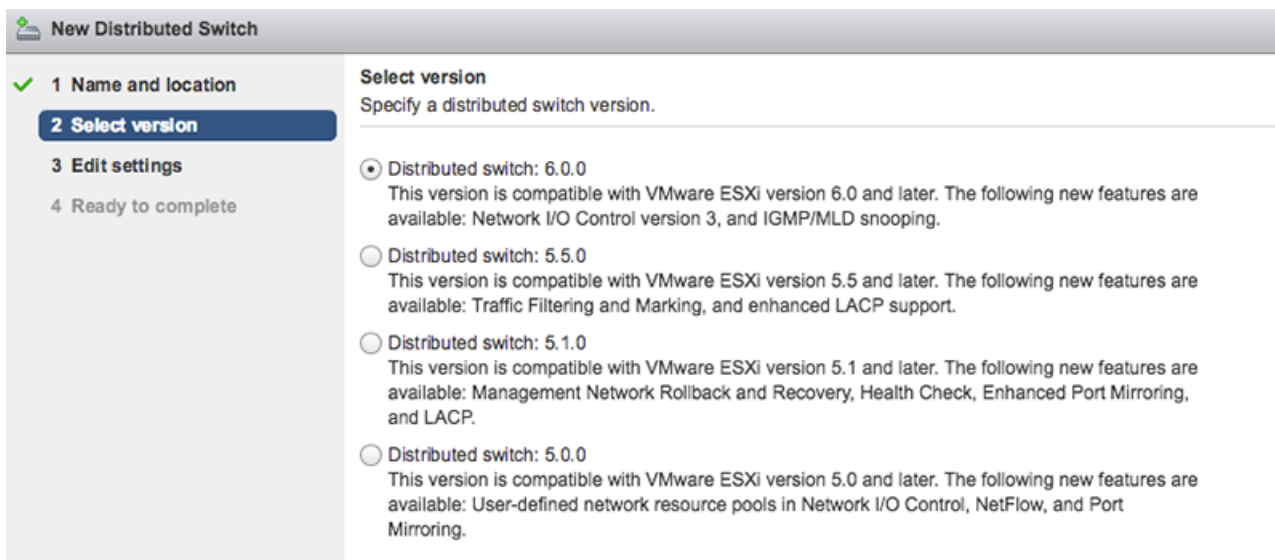 New Distributed Switch
1 Name and location
2 Select version
3 Edit settings
4 Ready to complete
Select version
Specify a distributed switch version.
Distributed switch: 6.0.0
This version is compatible with VMware ESXi version 6.0 and later. The following new features are
available: Network I/O Control version 3, and IGMP/MLD snooping.
Distributed switch: 5.5.0
This version is compatible with VMware ESXi version 5.5 and later. The following new features are
available: Traffic Filtering and Marking, and enhanced LACP support.
Distributed switch: 5.1.0
This version is compatible with VMware ESXi version 5.1 and later. The following new features are
available: Management Network Rollback and Recovery, Health Check, Enhanced Port Mirroring,
and LACP.
Distributed switch: 5.0.0
This version is compatible with VMware ESXi version 5.0 and later. The following new features are
available: User-defined network resource pools in Network I/O Control, NetFlow, and Port
Mirroring.